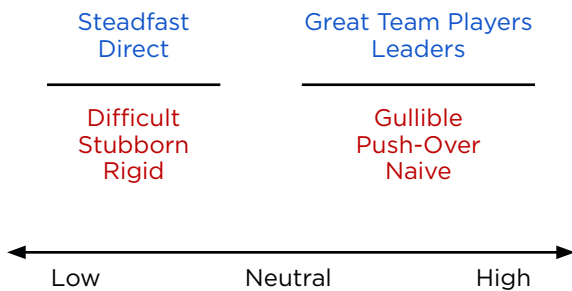 Steadfast
Direct
Great Team Players
Leaders
Difficult
Stubborn
Rigid
Gullible
Push-Over
Naive
Low
Neutral
High